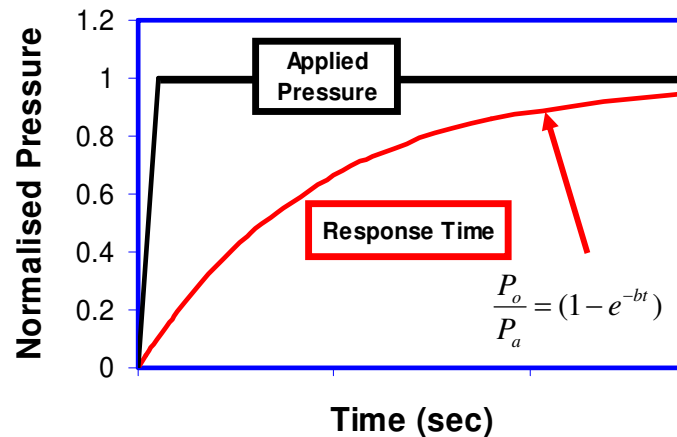 1.2
1
0.8
0.6
0.4
0.2
0
Normalised Pressure
Applied
Pressure
Response Time
P_o/P_a = (1 − e^{−bt})
Time (sec)